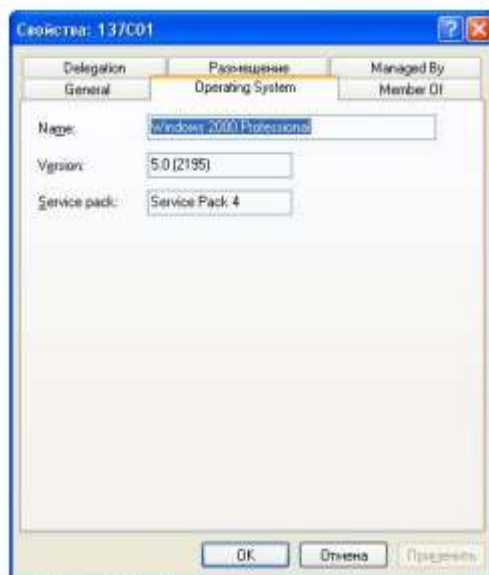 Свойства: 137C01
Delegation Размещение Managed By
General Operating System Member Of
Name: Windows 2000 Professional
Version: 5.0 (2195)
Service pack: Service Pack 4
OK Отмена Применить